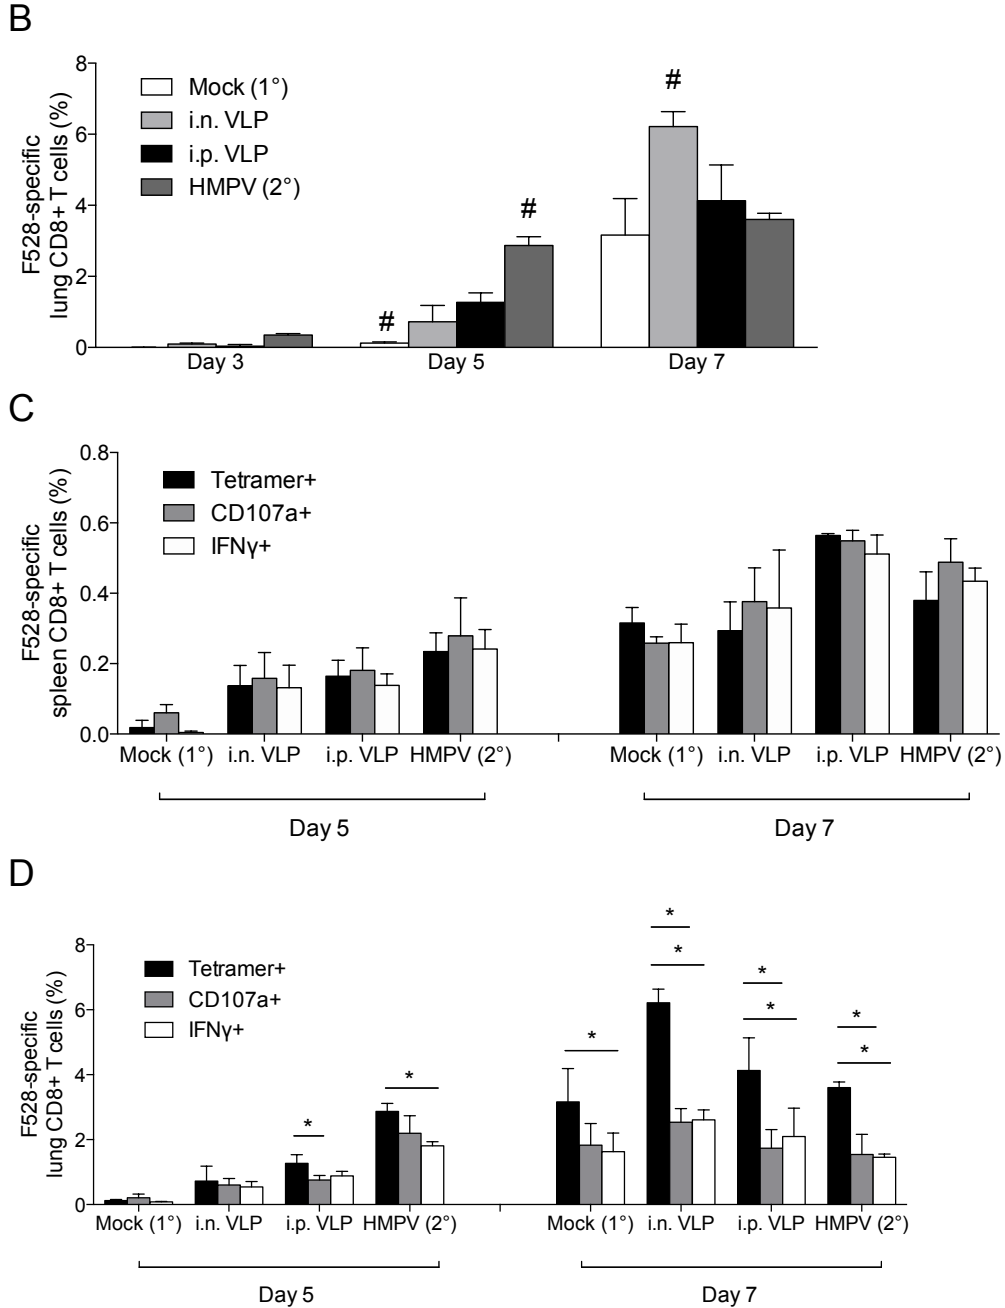 B
F528-specific
lung CD8+ T cells (%)
8
6
4
2
0
Mock (1°)
i.n. VLP
i.p. VLP
HMPV (2°)
#
#
#
Day 3
Day 5
Day 7
C
F528-specific
spleen CD8+ T cells (%)
0.8
0.6
0.4
0.2
0.0
Tetramer+
CD107a+
IFNγ+
Mock (1°) i.n. VLP i.p. VLP HMPV (2°)
Mock (1°) i.n. VLP i.p. VLP HMPV (2°)
Day 5
Day 7
D
F528-specific
lung CD8+ T cells (%)
8
6
4
2
0
Tetramer+
CD107a+
IFNγ+
*
*
*
*
*
*
*
*
*
Mock (1°) i.n. VLP i.p. VLP HMPV (2°)
Mock (1°) i.n. VLP i.p. VLP HMPV (2°)
Day 5
Day 7